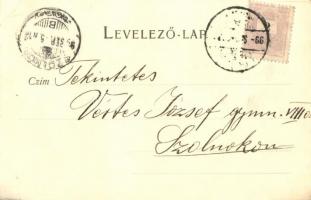 LEVELEZŐ-LAP
Czim Tekintetes
Vértes József gymn. VIII
Szolnokon